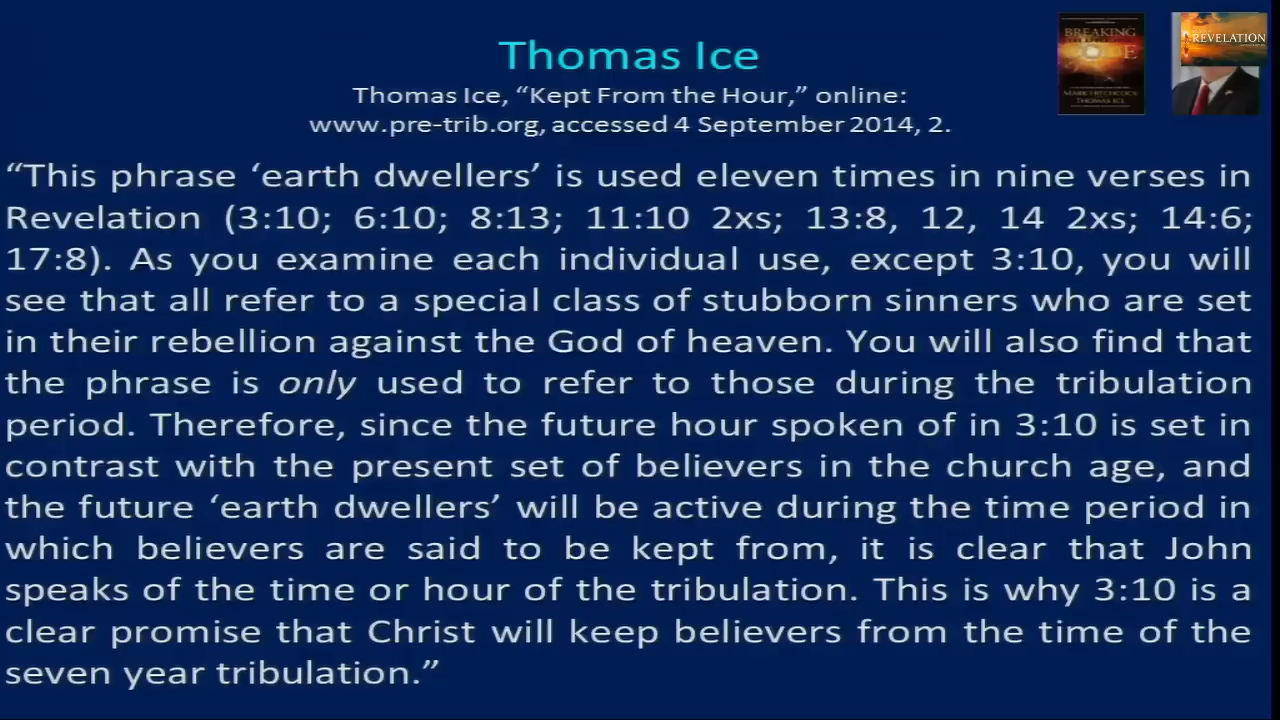 Thomas Ice
Thomas Ice, “Kept From the Hour,” online:
www.pre-trib.org, accessed 4 September 2014, 2.
BREAKING
MARK HITCHCOCK
THOMAS ICE
REVELATION
“This phrase ‘earth dwellers’ is used eleven times in nine verses in
Revelation (3:10; 6:10; 8:13; 11:10 2xs; 13:8, 12, 14 2xs; 14:6;
17:8). As you examine each individual use, except 3:10, you will
see that all refer to a special class of stubborn sinners who are set
in their rebellion against the God of heaven. You will also find that
the phrase is only used to refer to those during the tribulation
period. Therefore, since the future hour spoken of in 3:10 is set in
contrast with the present set of believers in the church age, and
the future ‘earth dwellers’ will be active during the time period in
which believers are said to be kept from, it is clear that John
speaks of the time or hour of the tribulation. This is why 3:10 is a
clear promise that Christ will keep believers from the time of the
seven year tribulation.”